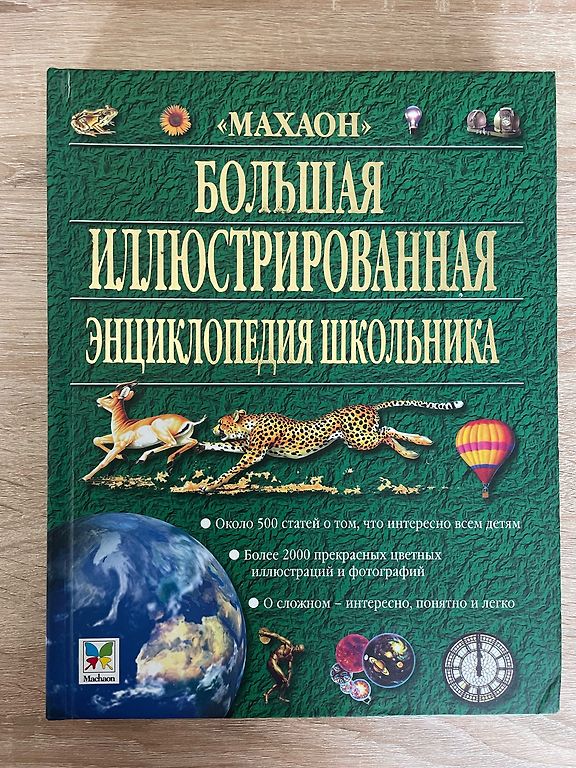 «МАХАОН»
БОЛЬШАЯ
ИЛЛЮСТРИРОВАННАЯ
ЭНЦИКЛОПЕДИЯ ШКОЛЬНИКА
● Около 500 статей о том, что интересно всем детям
● Более 2000 прекрасных цветных
иллюстраций и фотографий
● О сложном – интересно, понятно и легко
Machaon